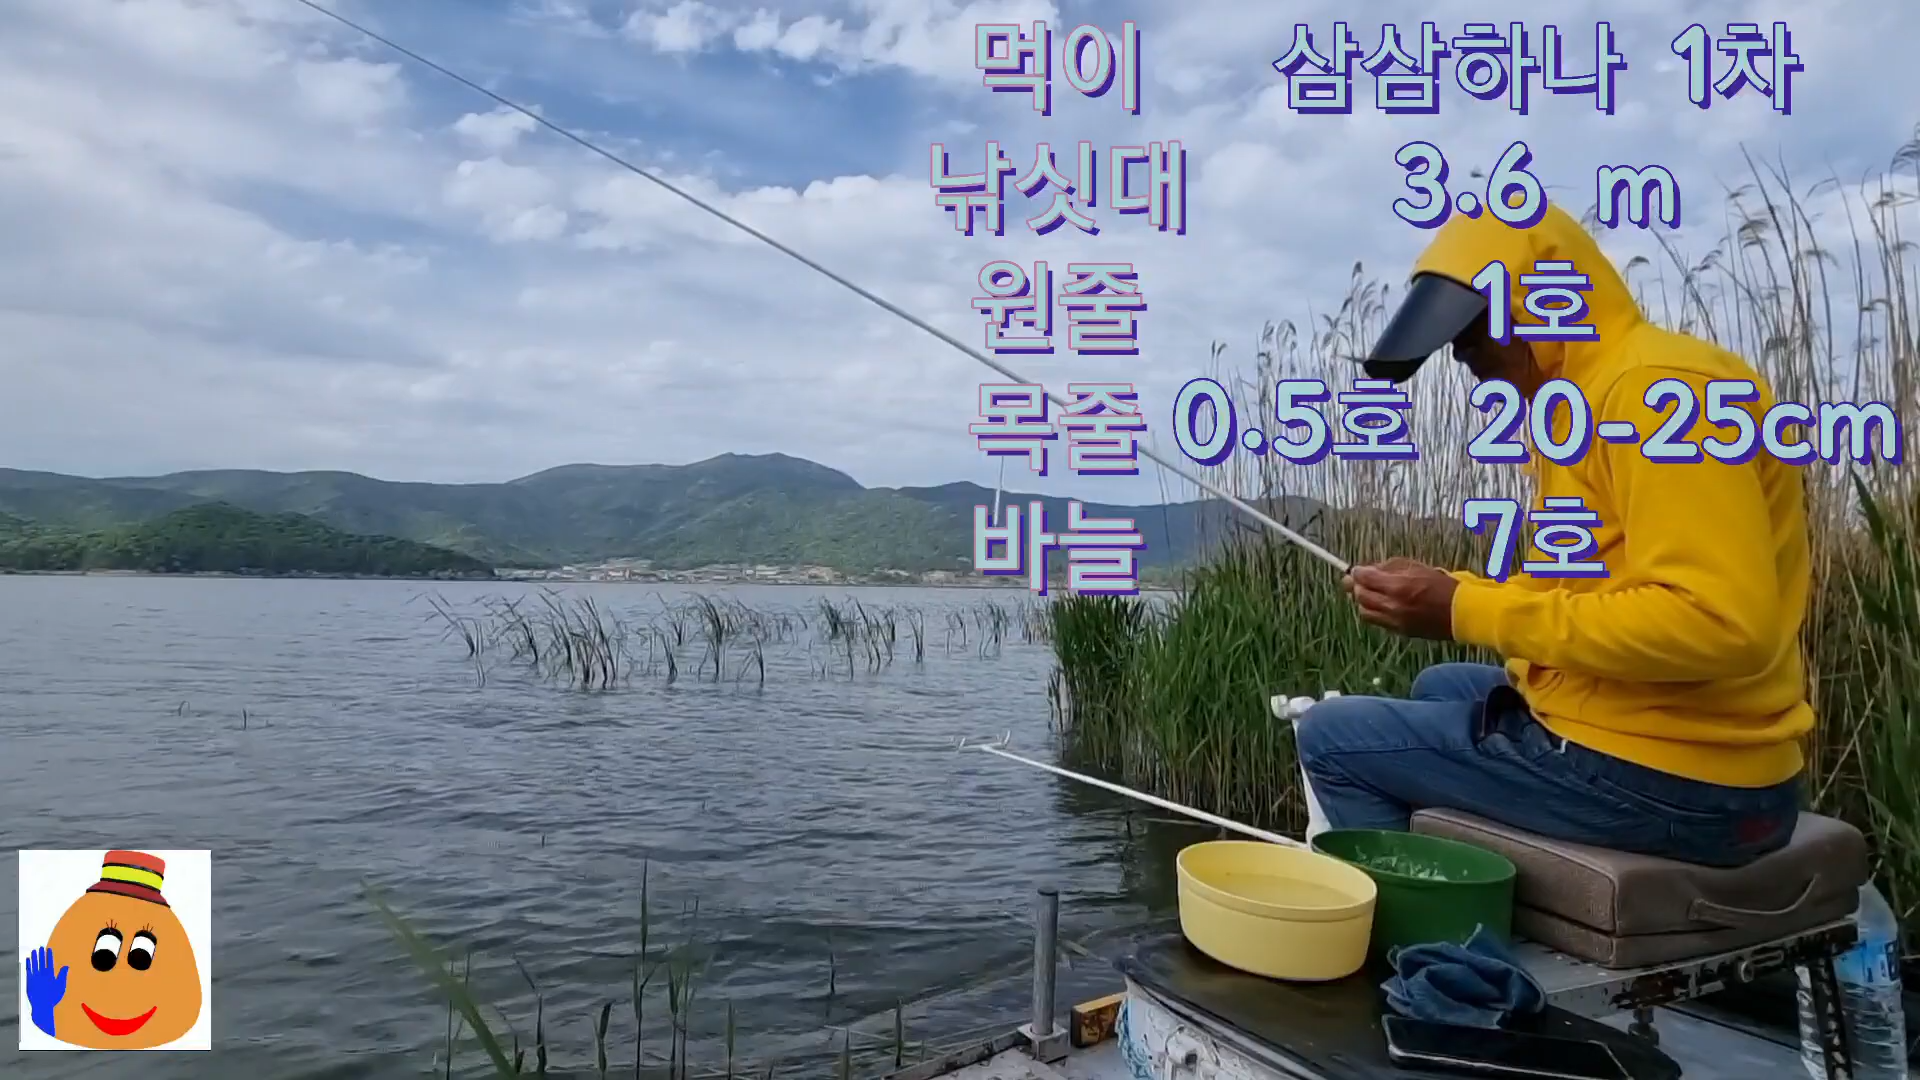 먹이 삼삼하나 1차
낚싯대 3.6 m
원줄 1호
목줄 0.5호 20-25cm
바늘 7호